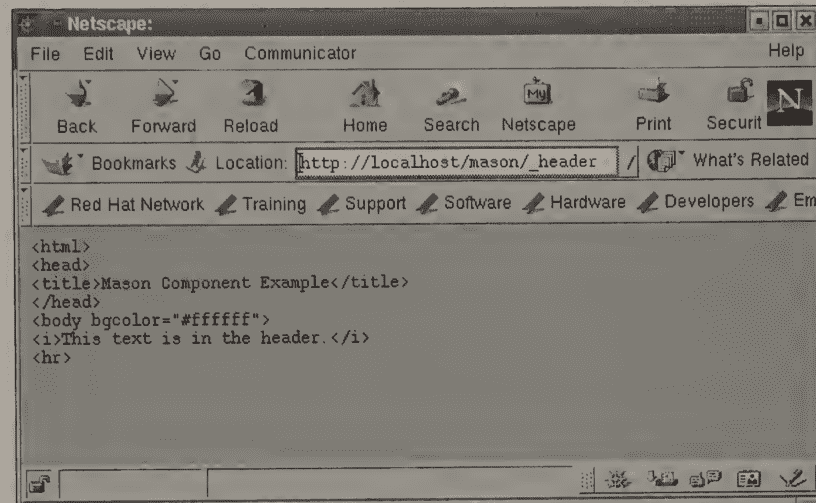 Netscape:
File Edit View Go Communicator Help
Back Forward Reload Home Search Netscape Print Securit
My
N
Bookmarks Location: http://localhost/mason/_header What's Related
Red Hat Network Training Support Software Hardware Developers Em
<html>
<head>
<title>Mason Component Example</title>
</head>
<body bgcolor="#ffffff">
<i>This text is in the header.</i>
<hr>